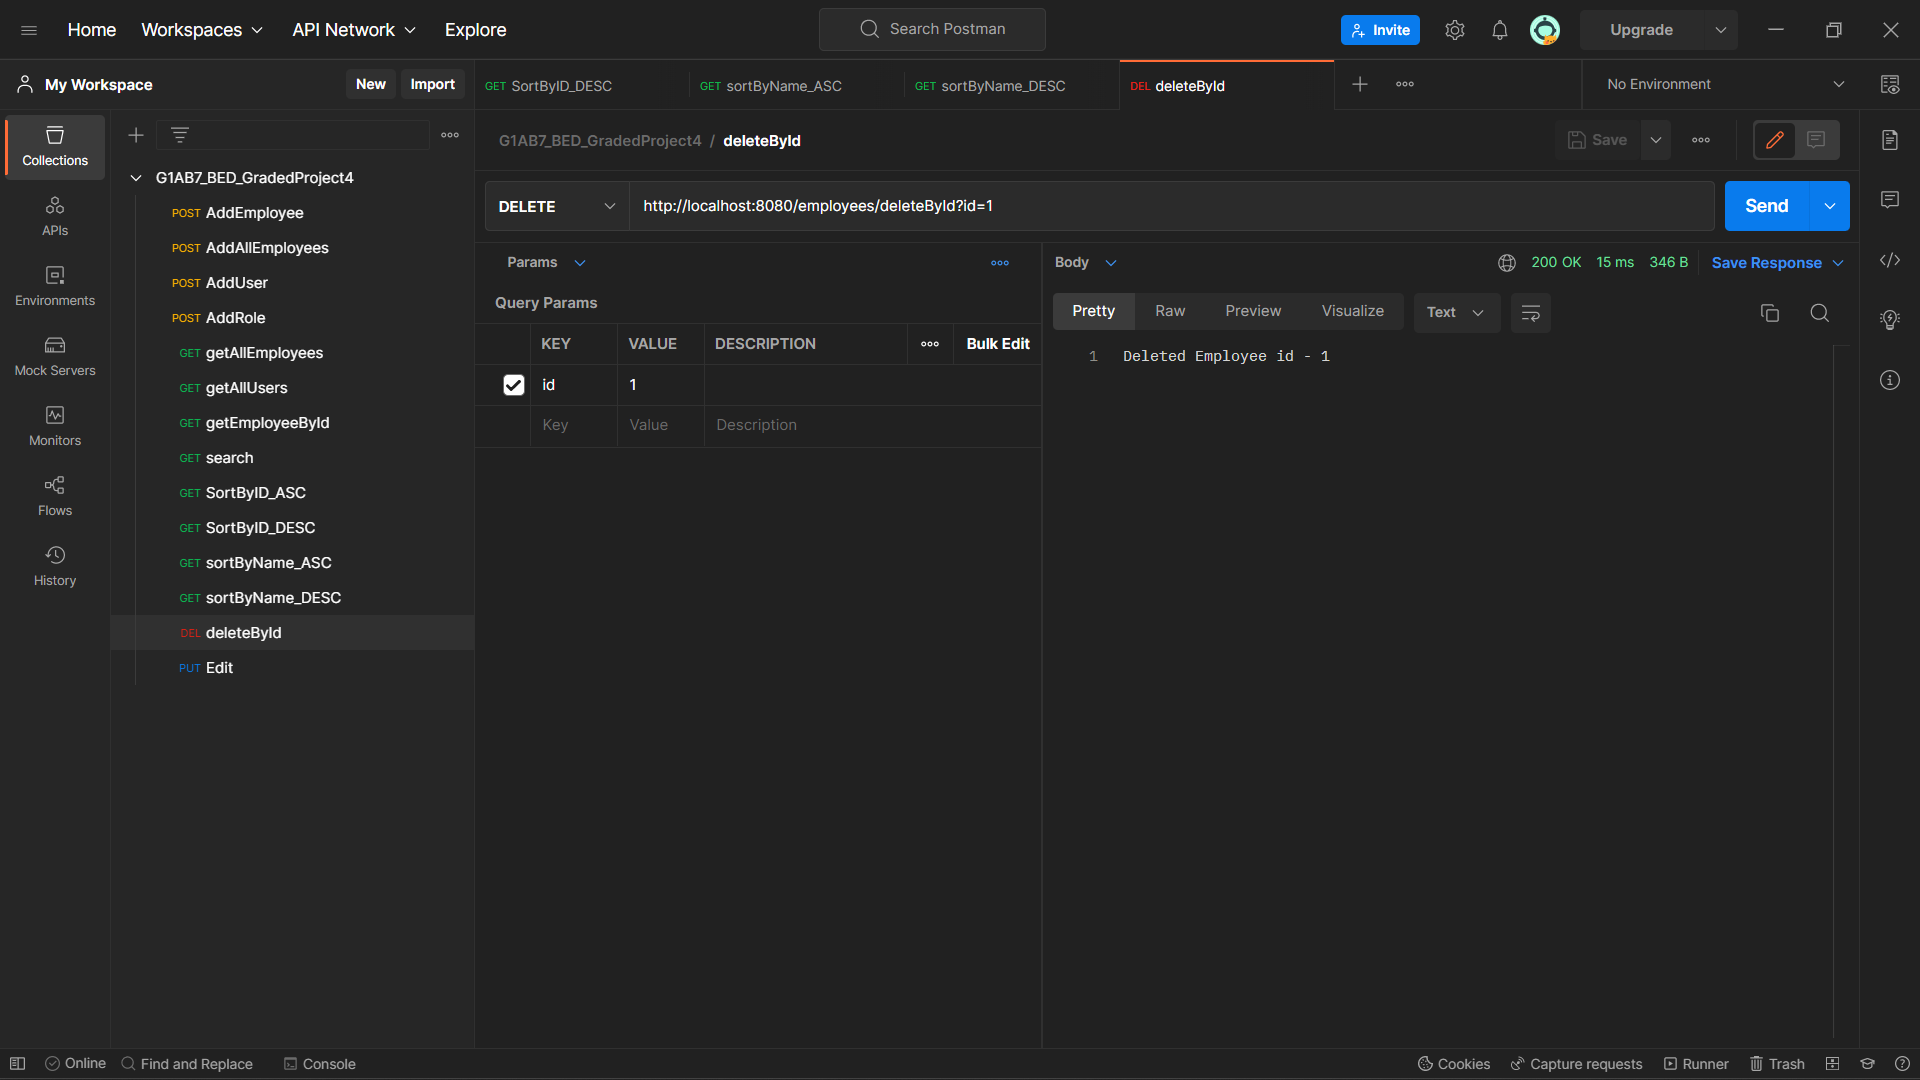 Home Workspaces API Network Explore Search Postman Invite Upgrade
My Workspace New Import
GET SortByID_DESC GET sortByName_ASC GET sortByName_DESC DEL deleteById No Environment
Collections
APIs
Environments
Mock Servers
Monitors
Flows
History
G1AB7_BED_GradedProject4
POST AddEmployee
POST AddAllEmployees
POST AddUser
POST AddRole
GET getAllEmployees
GET getAllUsers
GET getEmployeeById
GET search
GET SortByID_ASC
GET SortByID_DESC
GET sortByName_ASC
GET sortByName_DESC
DEL deleteById
PUT Edit
G1AB7_BED_GradedProject4 / deleteById Save
DELETE http://localhost:8080/employees/deleteById?id=1 Send
Params
Query Params
KEY VALUE DESCRIPTION Bulk Edit
id 1
Key Value Description
Body 200 OK 15 ms 346 B Save Response
Pretty Raw Preview Visualize Text
1 Deleted Employee id - 1
Online Find and Replace Console Cookies Capture requests Runner Trash